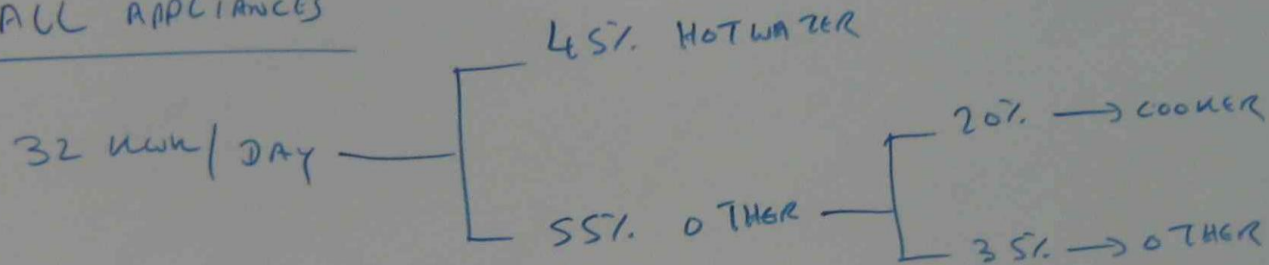 ALL APPLIANCES
45% HOTWATER
20% → COOKER
32 KWH/DAY
55% OTHER
35% → OTHER